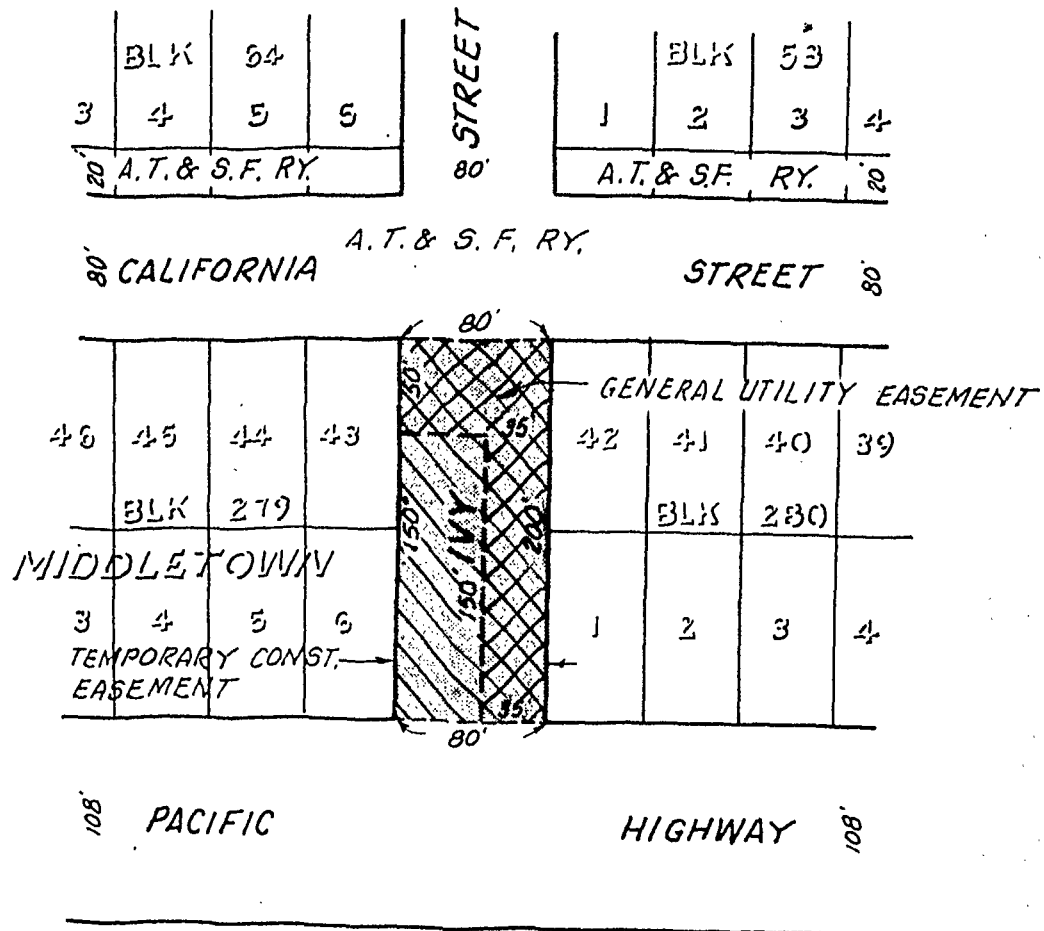 BLK 64 STREET BLK 53
3 4 5 6 1 2 3 4
20' A.T. & S.F. RY. 80' A.T. & S.F. RY. 20'
A.T. & S.F. RY.
80' CALIFORNIA STREET 80'
80'
50' GENERAL UTILITY EASEMENT
46 45 44 43 35 42 41 40 39
BLK 279 150' IVY 200' BLK 280
MIDDLETOWN
150'
3 4 5 6 1 2 3 4
TEMPORARY CONST.
EASEMENT
35
80'
108' PACIFIC HIGHWAY 108'